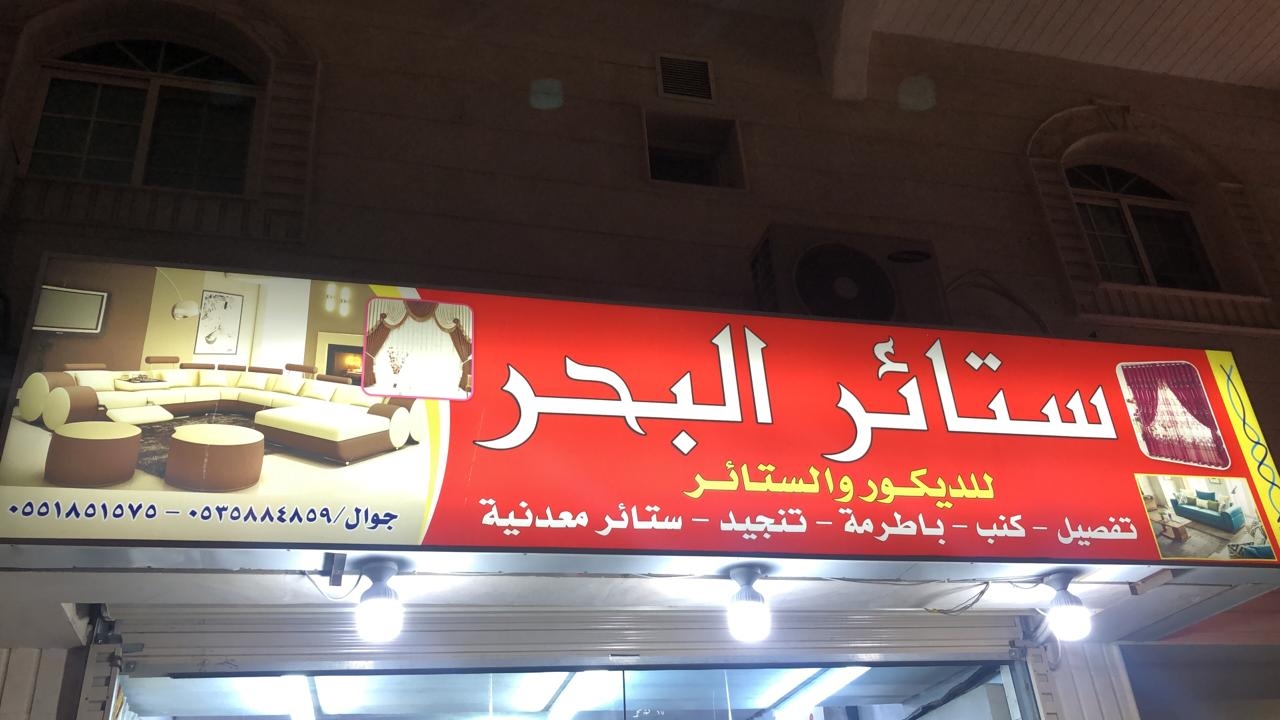 ستائر البحر
للديكور والستائر
تفصيل - كنب - باطرمة - تنجيد - ستائر معدنية
جوال/٠٥٣٥٨٨٤٨٥٩ - ٠٥٥١٨٥١٥٧٥